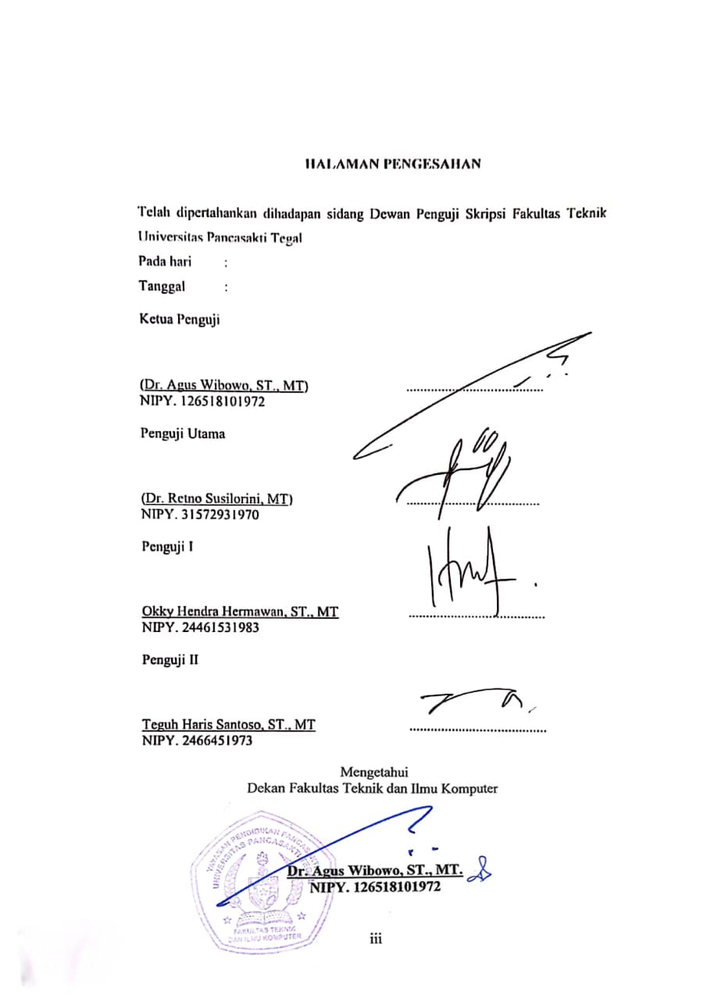 HALAMAN PENGESAHAN
Telah dipertahankan dihadapan sidang Dewan Penguji Skripsi Fakultas Teknik
Universitas Pancasakti Tegal
Pada hari :
Tanggal :
Ketua Penguji
(Dr. Agus Wibowo, ST., MT)
NIPY. 126518101972
Penguji Utama
(Dr. Retno Susilorini, MT)
NIPY. 31572931970
Penguji I
Okky Hendra Hermawan, ST., MT
NIPY. 24461531983
Penguji II
Teguh Haris Santoso, ST., MT
NIPY. 2466451973
Mengetahui
Dekan Fakultas Teknik dan Ilmu Komputer
YAYASAN PENDIDIKAN PANCAS
UNIVERSITAS PANCASAKTI
Dr. Agus Wibowo, ST., MT.
NIPY. 126518101972
FAKULTAS TEKNIK
DAN ILMU KOMPUTER
iii